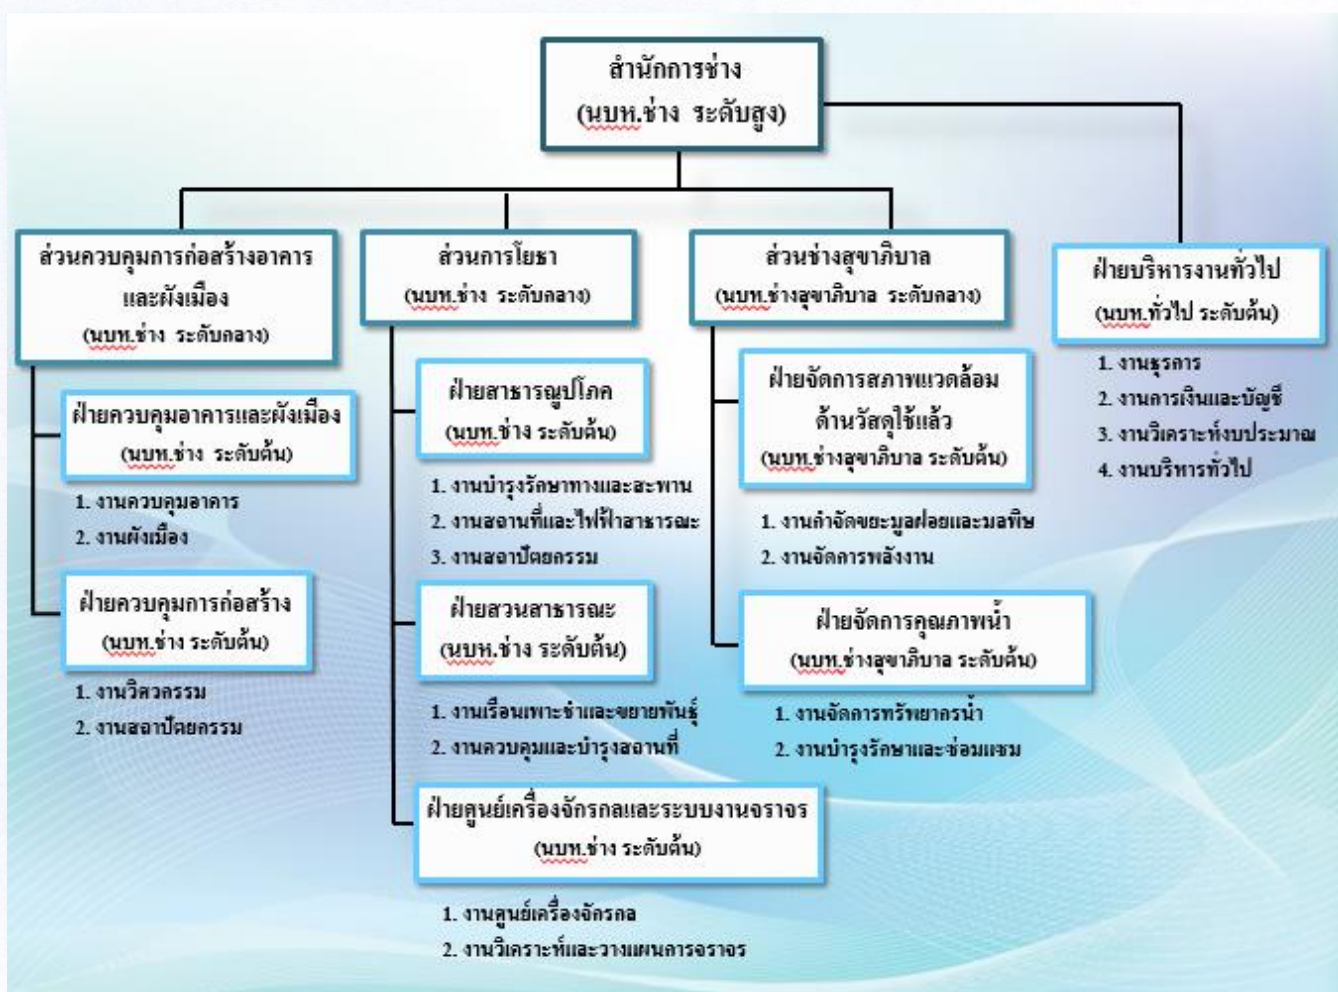 สำนักการช่าง
(นบห.ช่าง ระดับสูง)
ส่วนควบคุมการก่อสร้างอาคาร
และผังเมือง
(นบห.ช่าง ระดับกลาง)
ฝ่ายควบคุมอาคารและผังเมือง
(นบห.ช่าง ระดับต้น)
1. งานควบคุมอาคาร
2. งานผังเมือง
ฝ่ายควบคุมการก่อสร้าง
(นบห.ช่าง ระดับต้น)
1. งานวิศวกรรม
2. งานสถาปัตยกรรม
ส่วนการโยธา
(นบห.ช่าง ระดับกลาง)
ฝ่ายสาธารณูปโภค
(นบห.ช่าง ระดับต้น)
1. งานบำรุงรักษาทางและสะพาน
2. งานสถานที่และไฟฟ้าสาธารณะ
3. งานสถาปัตยกรรม
ฝ่ายสวนสาธารณะ
(นบห.ช่าง ระดับต้น)
1. งานเรือนเพาะชำและขยายพันธุ์
2. งานควบคุมและบำรุงสถานที่
ฝ่ายศูนย์เครื่องจักรกลและระบบงานจราจร
(นบห.ช่าง ระดับต้น)
1. งานศูนย์เครื่องจักรกล
2. งานวิเคราะห์และวางแผนการจราจร
ส่วนช่างสุขาภิบาล
(นบห.ช่างสุขาภิบาล ระดับกลาง)
ฝ่ายจัดการสภาพแวดล้อม
ด้านวัสดุใช้แล้ว
(นบห.ช่างสุขาภิบาล ระดับต้น)
1. งานกำจัดขยะมูลฝอยและมลพิษ
2. งานจัดการพลังงาน
ฝ่ายจัดการคุณภาพน้ำ
(นบห.ช่างสุขาภิบาล ระดับต้น)
1. งานจัดการทรัพยากรน้ำ
2. งานบำรุงรักษาและซ่อมแซม
ฝ่ายบริหารงานทั่วไป
(นบห.ทั่วไป ระดับต้น)
1. งานธุรการ
2. งานการเงินและบัญชี
3. งานวิเคราะห์งบประมาณ
4. งานบริหารทั่วไป